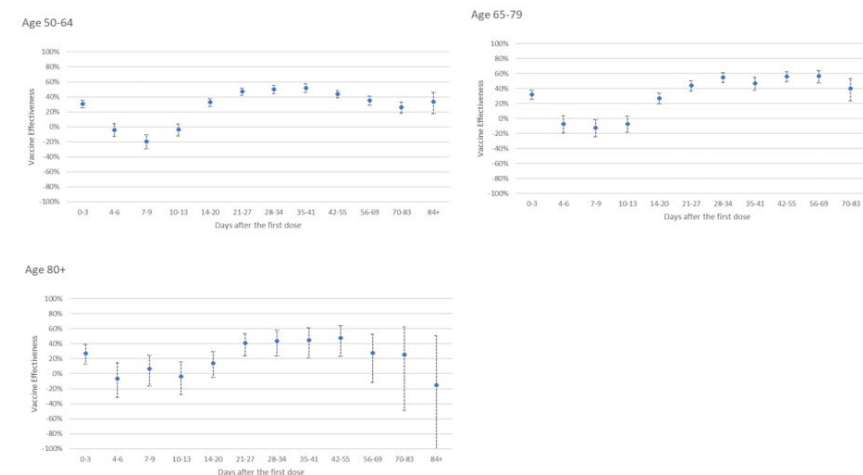 Age 50-64
100%
80%
60%
40%
20%
0%
-20%
-40%
-60%
-80%
-100%
Vaccine Effectiveness
0-3 4-6 7-9 10-13 14-20 21-27 28-34 35-41 42-55 56-69 70-83 84+
Days after the first dose
Age 65-79
100%
80%
60%
40%
20%
0%
-20%
-40%
-60%
-80%
-100%
Vaccine Effectiveness
0-3 4-6 7-9 10-13 14-20 21-27 28-34 35-41 42-55 56-69 70-83
Days after the first dose
Age 80+
100%
80%
60%
40%
20%
0%
-20%
-40%
-60%
-80%
-100%
Vaccine Effectiveness
0-3 4-6 7-9 10-13 14-20 21-27 28-34 35-41 42-55 56-69 70-83 84+
Days after the first dose